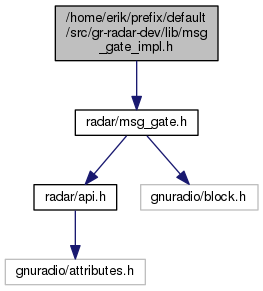 /home/erik/prefix/default
/src/gr-radar-dev/lib/msg
_gate_impl.h
radar/msg_gate.h
radar/api.h
gnuradio/block.h
gnuradio/attributes.h